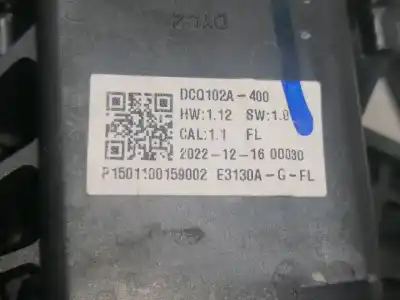 DCQ102A-400
HW:1.12 SW:1.0
CAL:1.1 FL
2022-12-16 00030
P1501100159002 E3130A-G-FL